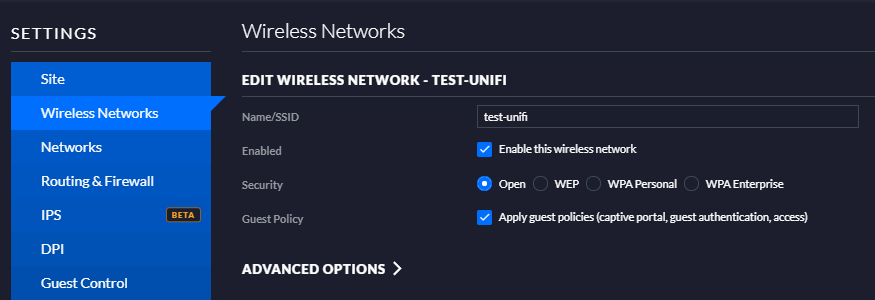 SETTINGS
Site
Wireless Networks
Networks
Routing & Firewall
IPS BETA
DPI
Guest Control
Wireless Networks
EDIT WIRELESS NETWORK - TEST-UNIFI
Name/SSID test-unifi
Enabled Enable this wireless network
Security Open WEP WPA Personal WPA Enterprise
Guest Policy Apply guest policies (captive portal, guest authentication, access)
ADVANCED OPTIONS